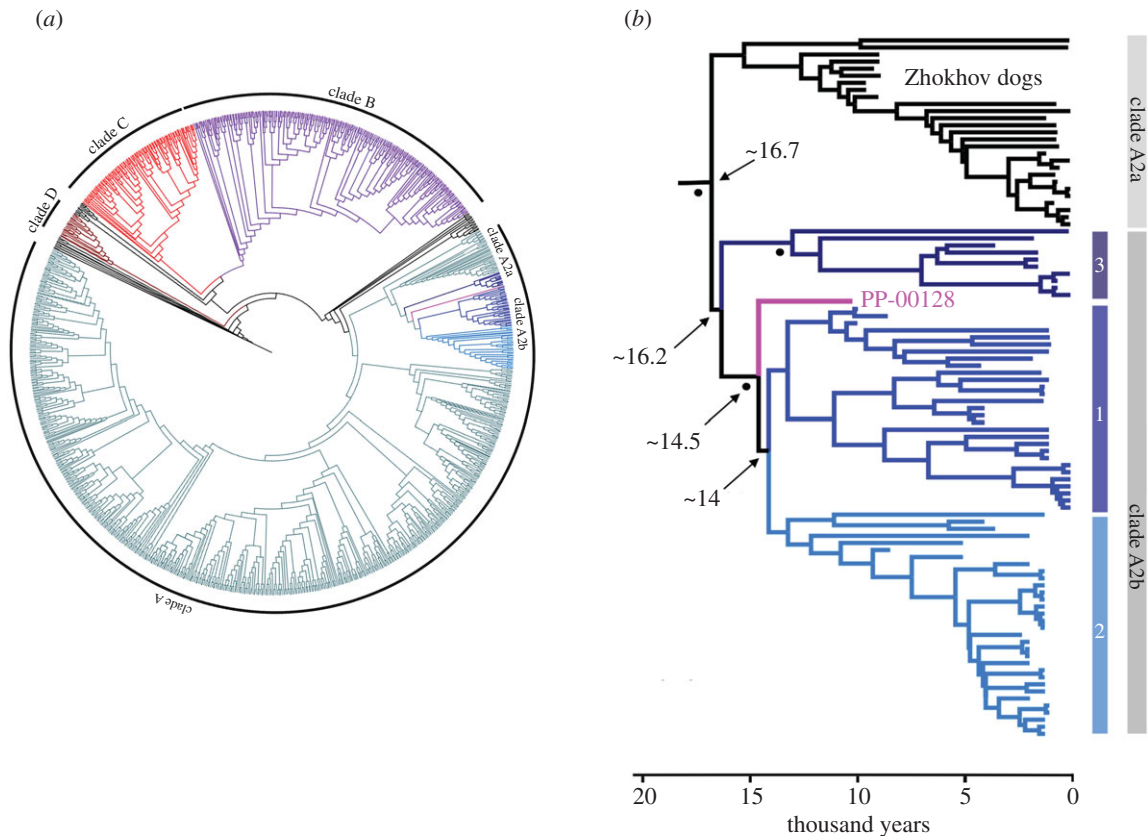 (a)
clade B
clade C
clade D
clade A2a
clade A2b
clade A
(b)
Zhokhov dogs
~16.7
clade A2a
3
PP-00128
~16.2
1
~14.5
~14
clade A2b
2
20 15 10 5 0
thousand years